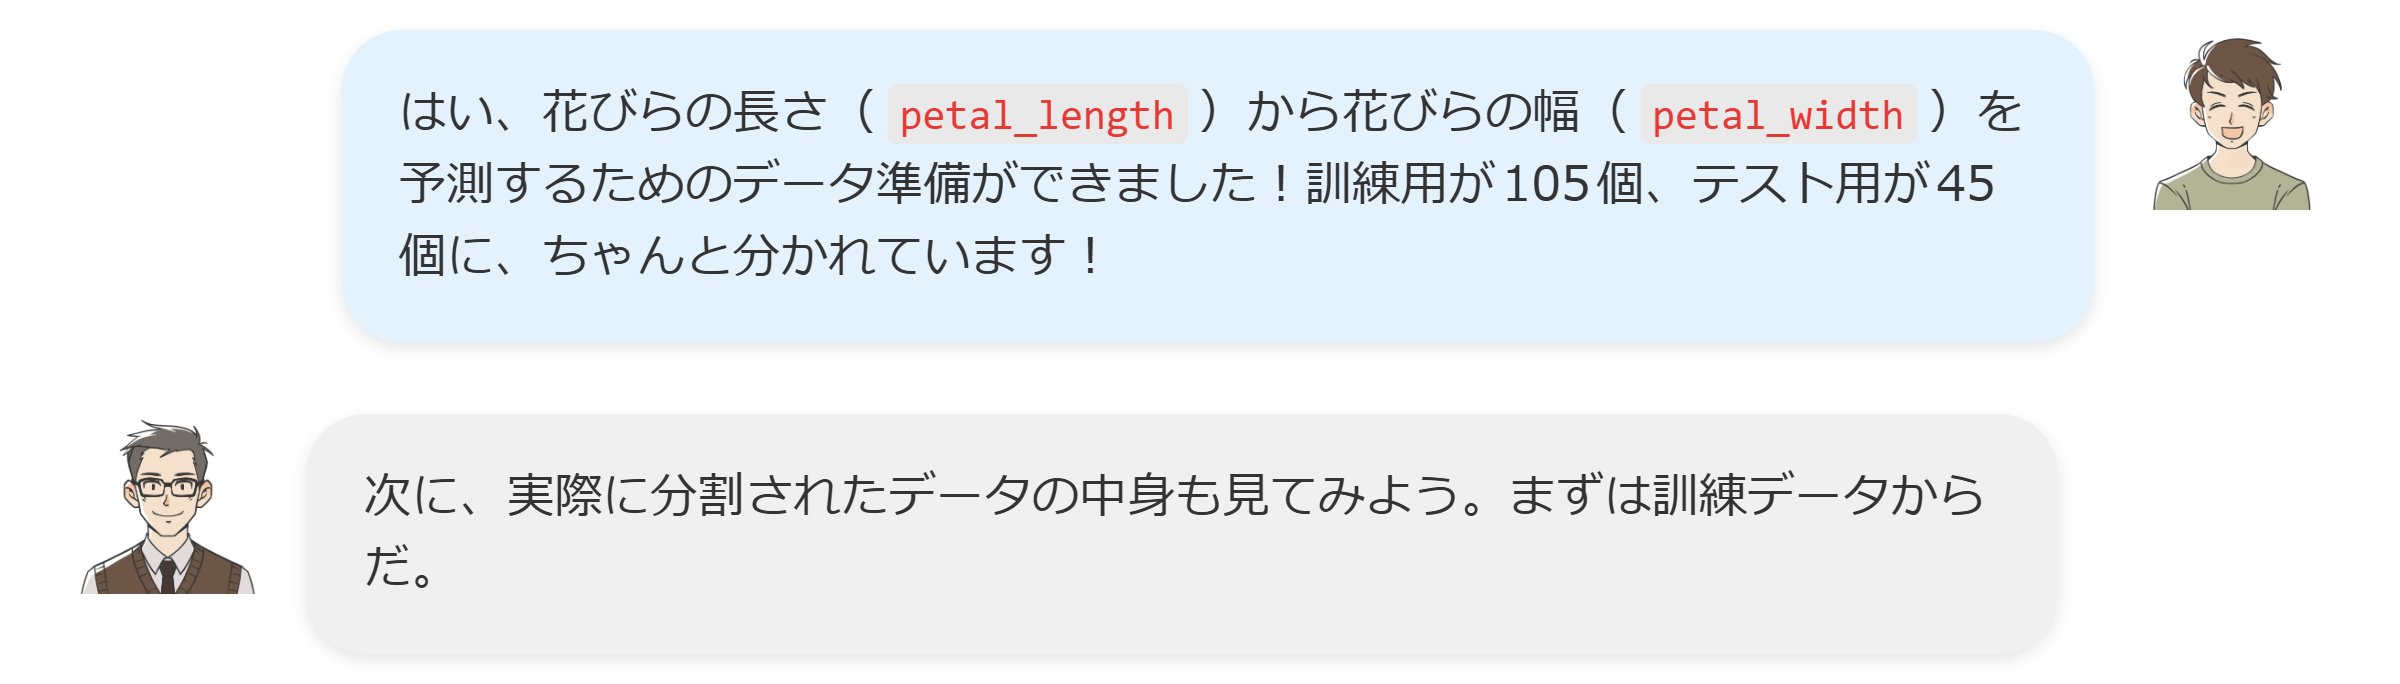 はい、花びらの長さ（ petal_length ）から花びらの幅（ petal_width ）を
予測するためのデータ準備ができました！訓練用が105個、テスト用が45
個に、ちゃんと分かれています！
次に、実際に分割されたデータの中身も見てみよう。まずは訓練データから
だ。